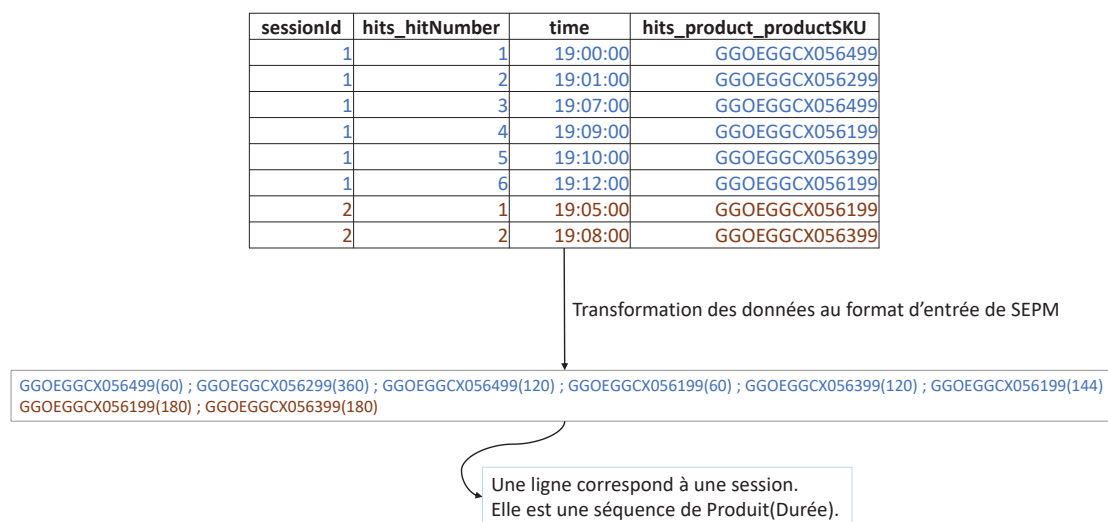 sessionId hits_hitNumber time hits_product_productSKU
1 1 19:00:00 GGOEGGCX056499
1 2 19:01:00 GGOEGGCX056299
1 3 19:07:00 GGOEGGCX056499
1 4 19:09:00 GGOEGGCX056199
1 5 19:10:00 GGOEGGCX056399
1 6 19:12:00 GGOEGGCX056199
2 1 19:05:00 GGOEGGCX056199
2 2 19:08:00 GGOEGGCX056399
Transformation des données au format d’entrée de SEPM
GGOEGGCX056499(60) ; GGOEGGCX056299(360) ; GGOEGGCX056499(120) ; GGOEGGCX056199(60) ; GGOEGGCX056399(120) ; GGOEGGCX056199(144)
GGOEGGCX056199(180) ; GGOEGGCX056399(180)
Une ligne correspond à une session.
Elle est une séquence de Produit(Durée).